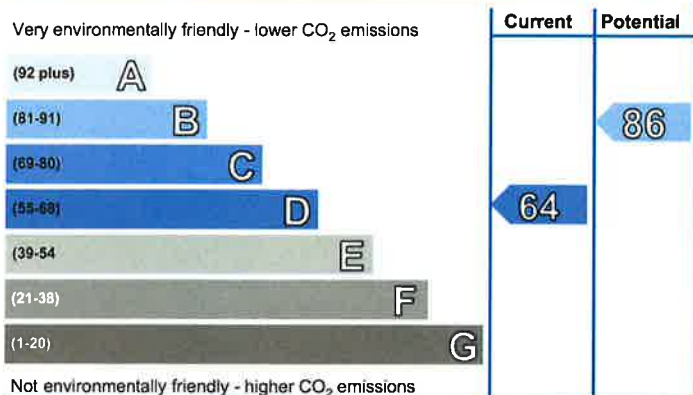 Very environmentally friendly - lower CO₂ emissions
Current
Potential
(92 plus) A
(81-91) B
86
(69-80) C
(55-68) D
64
(39-54 E
(21-38) F
(1-20) G
Not environmentally friendly - higher CO₂ emissions